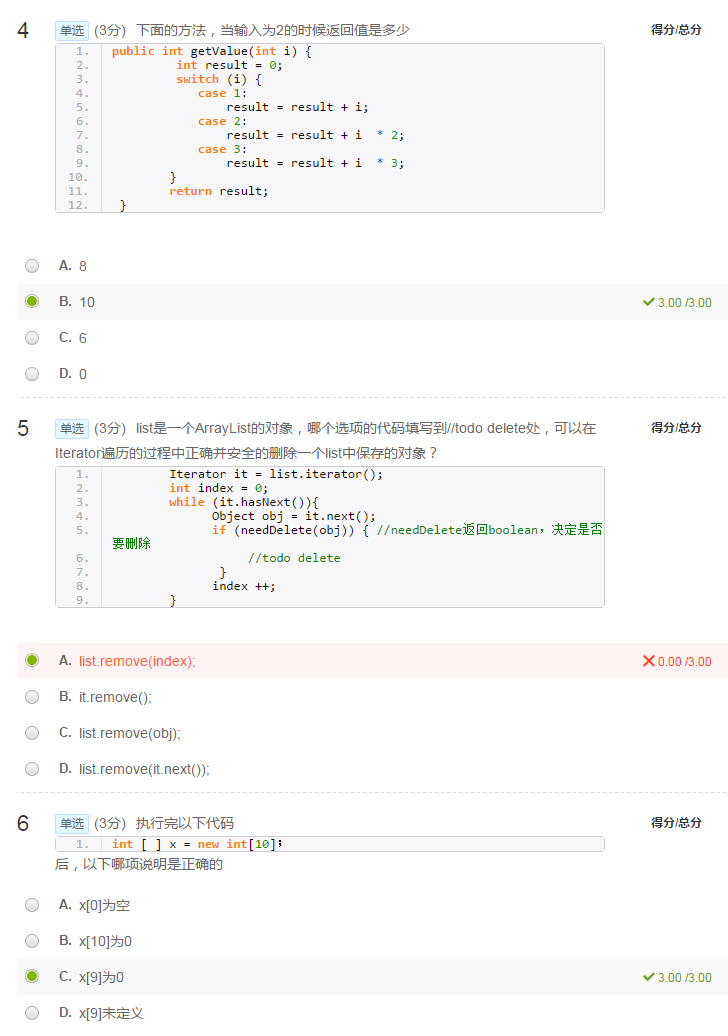 4 单选 (3分) 下面的方法，当输入为2的时候返回值是多少 得分/总分
1. public int getValue(int i) {
2. int result = 0;
3. switch (i) {
4. case 1:
5. result = result + i;
6. case 2:
7. result = result + i * 2;
8. case 3:
9. result = result + i * 3;
10. }
11. return result;
12. }
A. 8
B. 10 3.00 /3.00
C. 6
D. 0
5 单选 (3分) list是一个ArrayList的对象，哪个选项的代码填写到//todo delete处，可以在 得分/总分
Iterator遍历的过程中正确并安全的删除一个list中保存的对象？
1. Iterator it = list.iterator();
2. int index = 0;
3. while (it.hasNext()){
4. Object obj = it.next();
5. if (needDelete(obj)) { //needDelete返回boolean，决定是否
要删除
6. //todo delete
7. }
8. index ++;
9. }
A. list.remove(index); 0.00 /3.00
B. it.remove();
C. list.remove(obj);
D. list.remove(it.next());
6 单选 (3分) 执行完以下代码 得分/总分
1. int [ ] x = new int[10]；
后，以下哪项说明是正确的
A. x[0]为空
B. x[10]为0
C. x[9]为0 3.00 /3.00
D. x[9]未定义